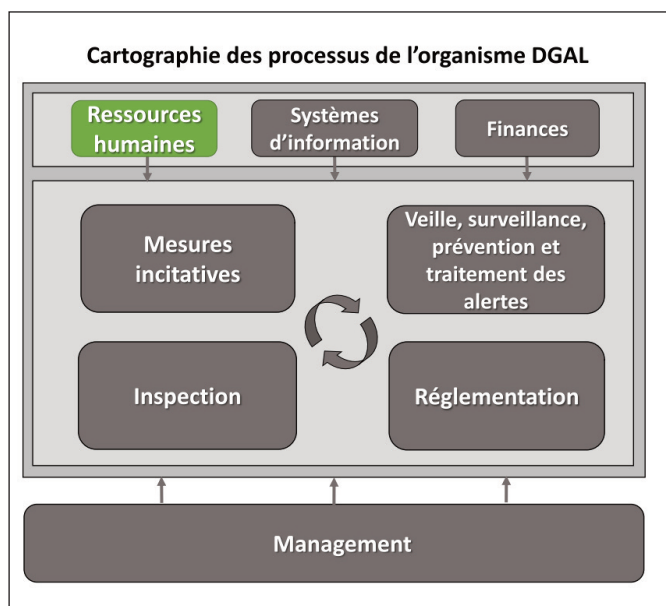 Cartographie des processus de l'organisme DGAL
Ressources
humaines
Systèmes
d'information
Finances
Mesures
incitatives
Veille, surveillance,
prévention et
traitement des
alertes
Inspection
Réglementation
Management